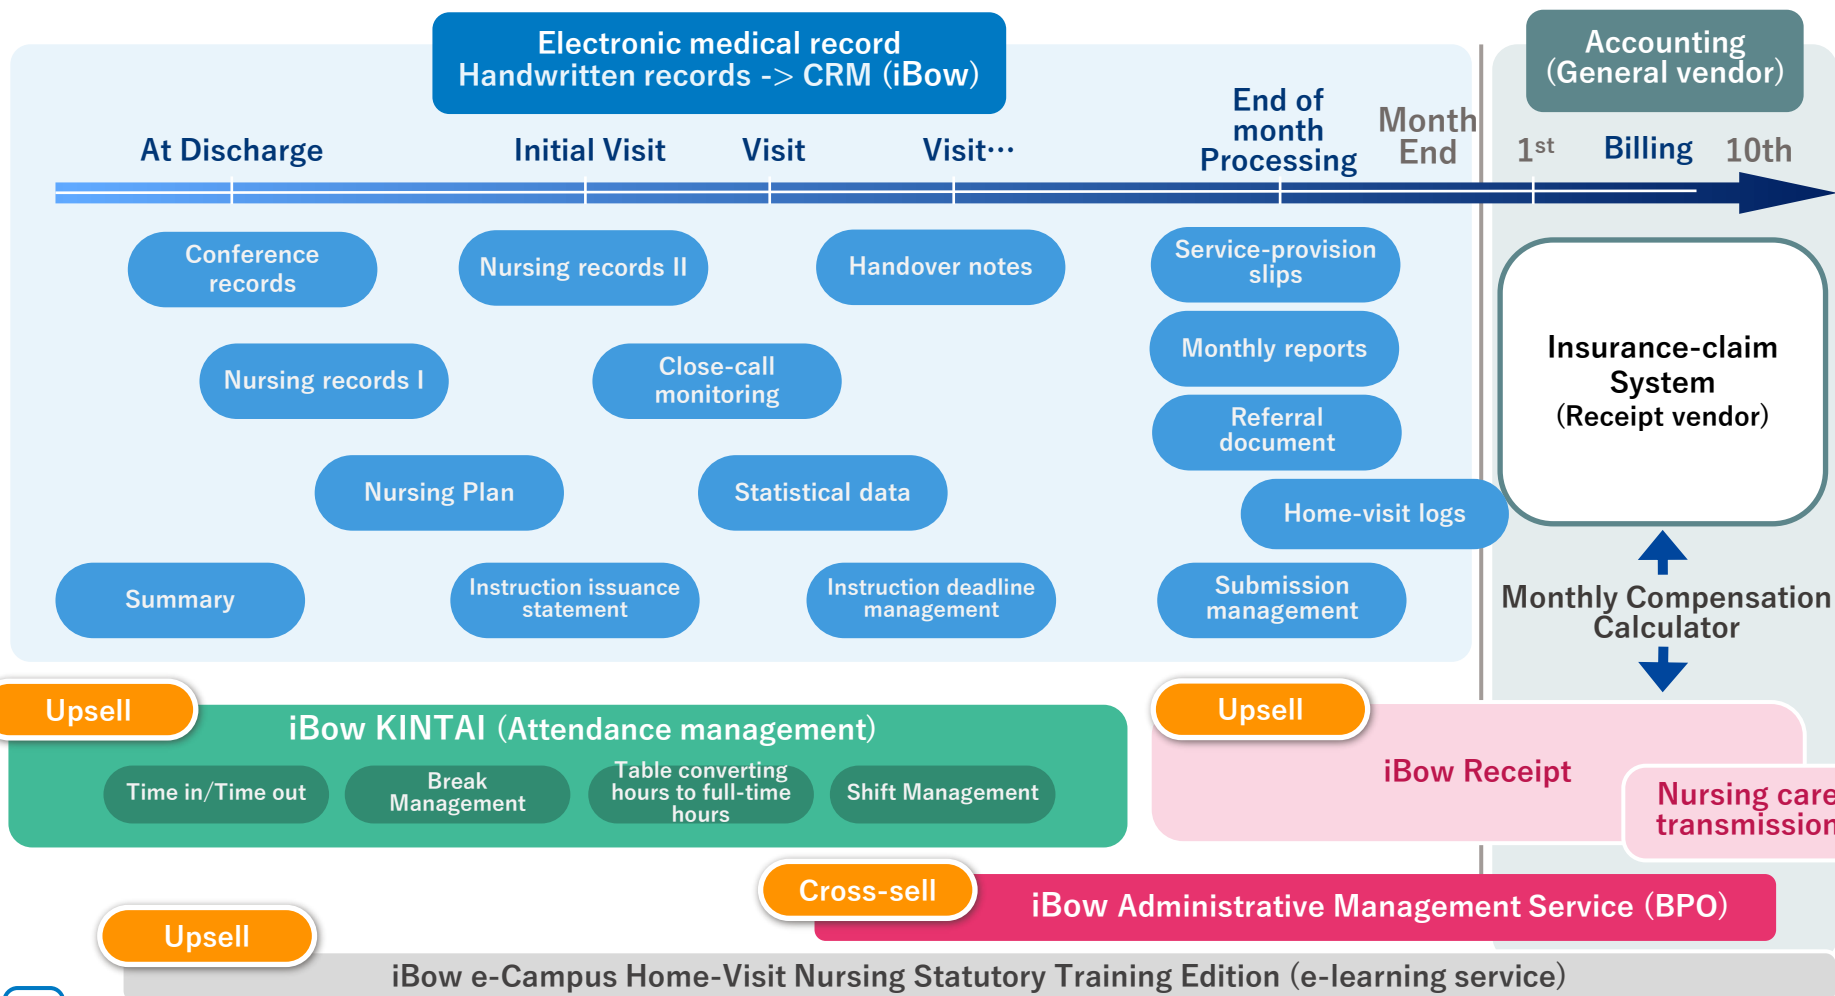 Electronic medical record
Handwritten records -> CRM (iBow)
Accounting
(General vendor)
At Discharge
Initial Visit
Visit
Visit…
End of
month
Processing
Month
End
1st
Billing
10th
Conference
records
Nursing records II
Handover notes
Service-provision
slips
Nursing records I
Close-call
monitoring
Monthly reports
Referral
document
Nursing Plan
Statistical data
Home-visit logs
Summary
Instruction issuance
statement
Instruction deadline
management
Submission
management
Insurance-claim
System
(Receipt vendor)
Monthly Compensation
Calculator
Upsell
iBow KINTAI (Attendance management)
Time in/Time out
Break
Management
Table converting
hours to full-time
hours
Shift Management
Upsell
iBow Receipt
Nursing care
transmission
Cross-sell
iBow Administrative Management Service (BPO)
Upsell
iBow e-Campus Home-Visit Nursing Statutory Training Edition (e-learning service)